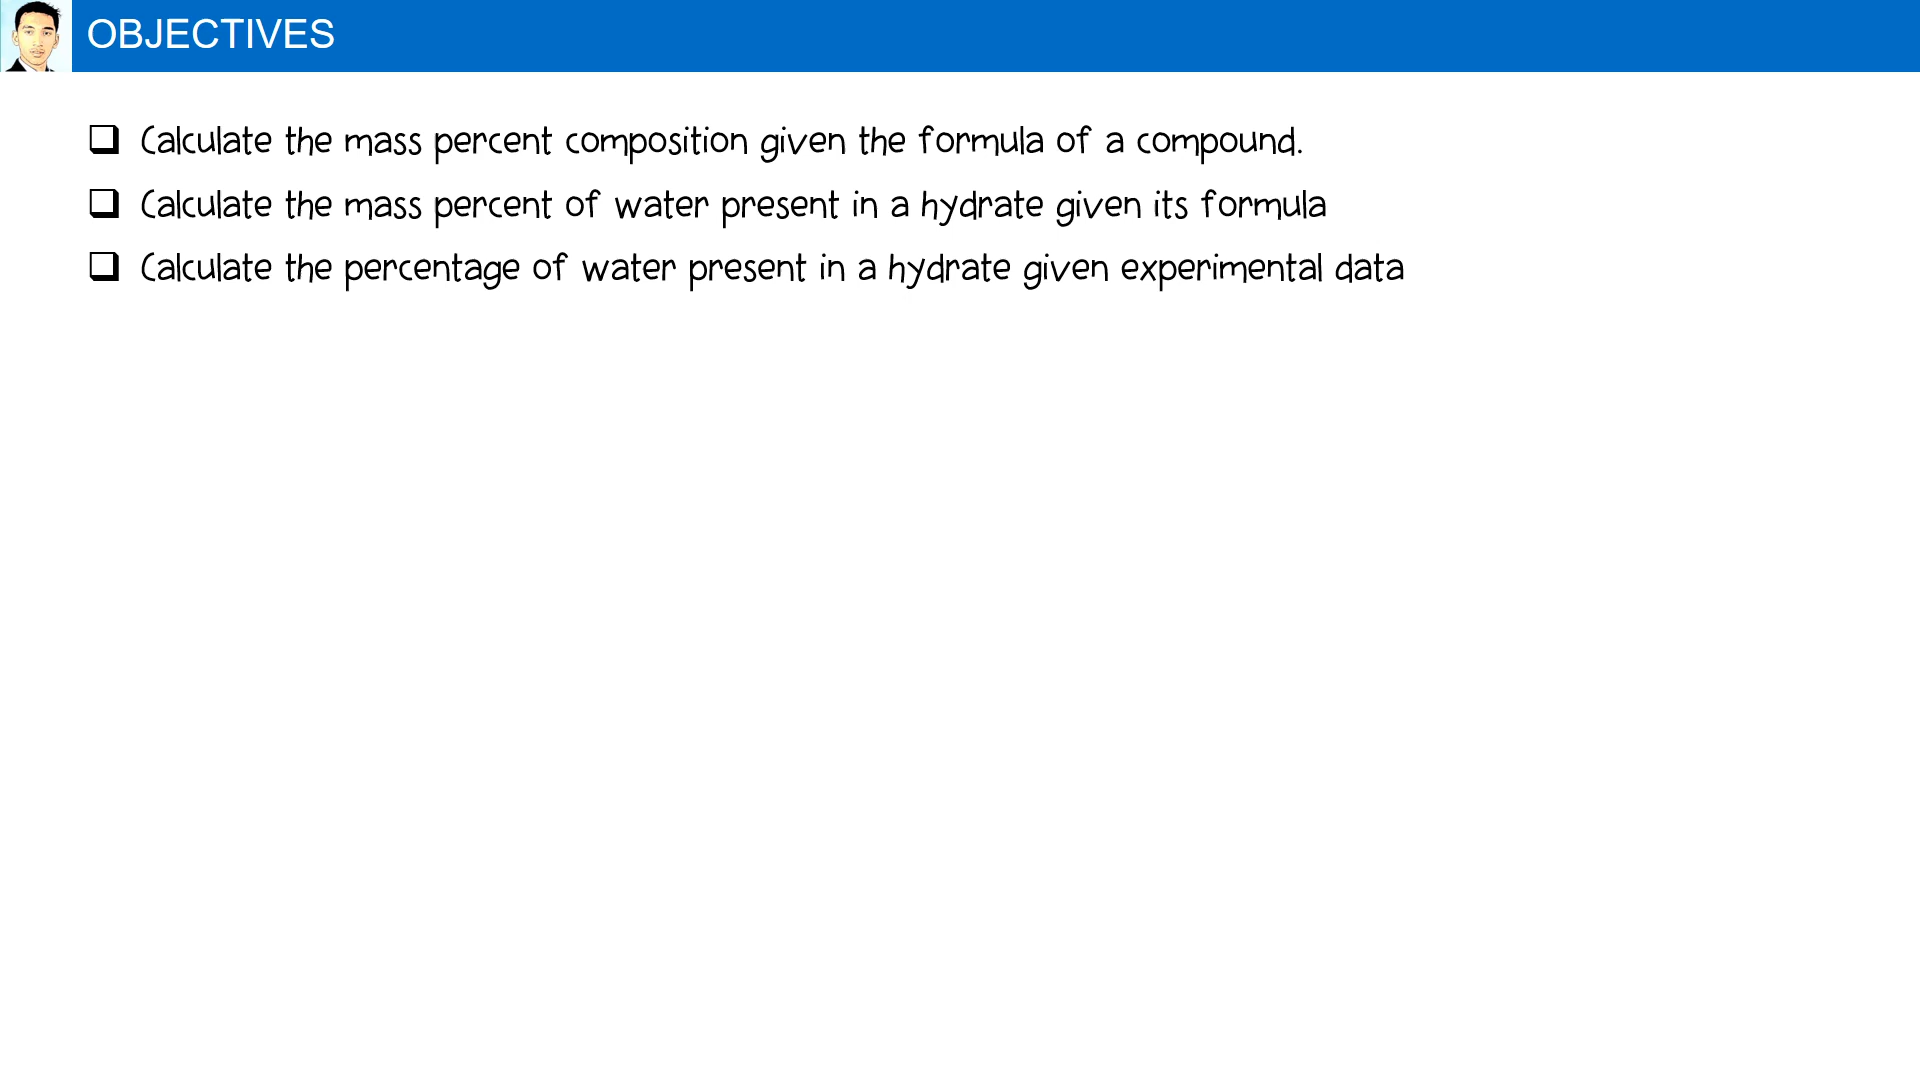 OBJECTIVES
Calculate the mass percent composition given the formula of a compound.
Calculate the mass percent of water present in a hydrate given its formula
Calculate the percentage of water present in a hydrate given experimental data